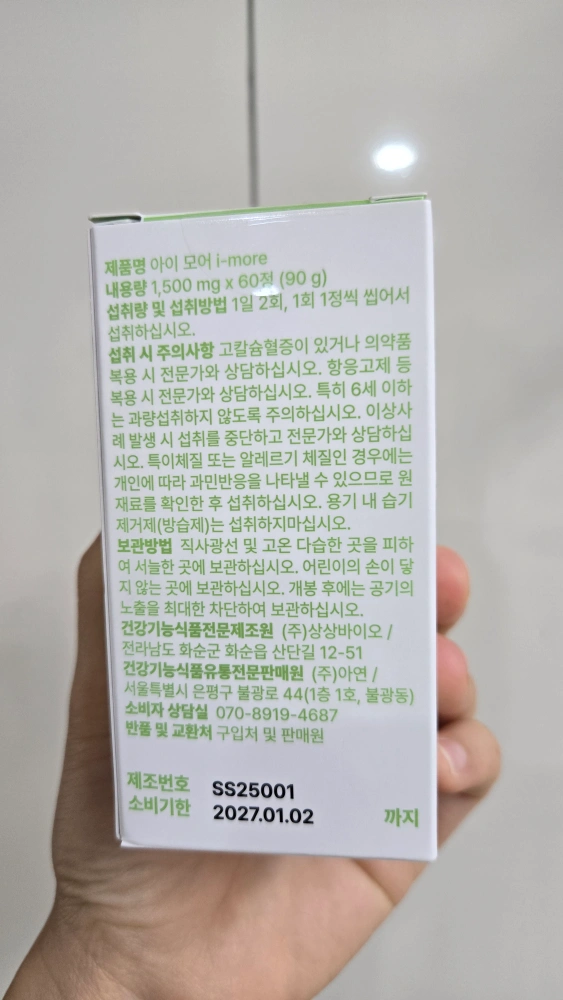 제품명 아이 모어 i-more
내용량 1,500 mg x 60정 (90 g)
섭취량 및 섭취방법 1일 2회, 1회 1정씩 씹어서
섭취하십시오.
섭취 시 주의사항 고칼슘혈증이 있거나 의약품
복용 시 전문가와 상담하십시오. 항응고제 등
복용 시 전문가와 상담하십시오. 특히 6세 이하
는 과량섭취하지 않도록 주의하십시오. 이상사
례 발생 시 섭취를 중단하고 전문가와 상담하십
시오. 특이체질 또는 알레르기 체질인 경우에는
개인에 따라 과민반응을 나타낼 수 있으므로 원
재료를 확인한 후 섭취하십시오. 용기 내 습기
제거제(방습제)는 섭취하지마십시오.
보관방법 직사광선 및 고온 다습한 곳을 피하
여 서늘한 곳에 보관하십시오. 어린이의 손이 닿
지 않는 곳에 보관하십시오. 개봉 후에는 공기의
노출을 최대한 차단하여 보관하십시오.
건강기능식품전문제조원 (주)상상바이오 /
전라남도 화순군 화순읍 산단길 12-51
건강기능식품유통전문판매원 (주)아연 /
서울특별시 은평구 불광로 44(1층 1호, 불광동)
소비자 상담실 070-8919-4687
반품 및 교환처 구입처 및 판매원
제조번호 SS25001
소비기한 2027.01.02 까지